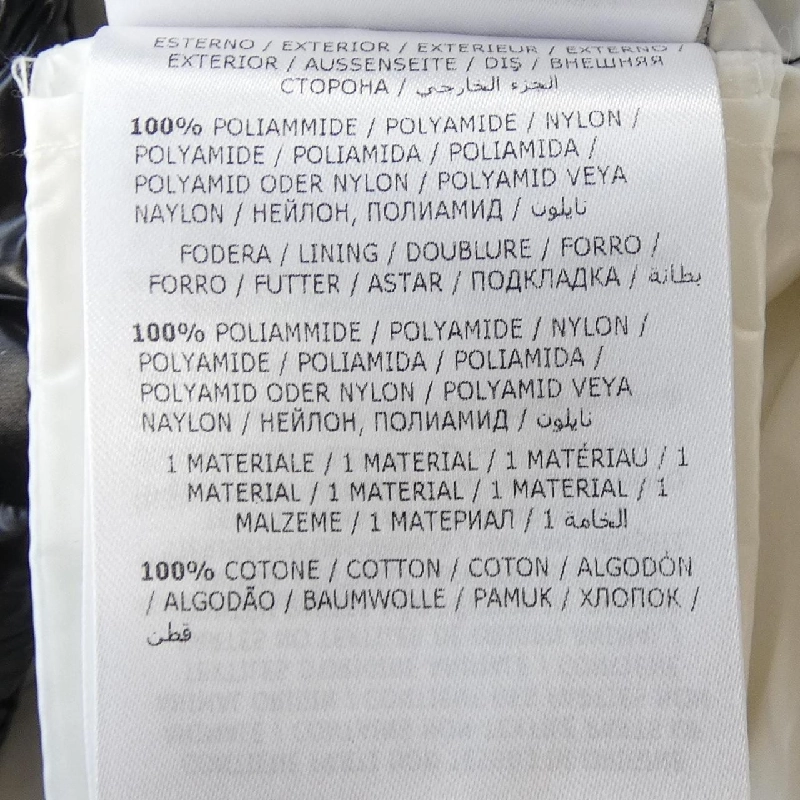 ESTERNO / EXTERIOR / EXTERIEUR / EXTERNO /
EXTERIOR / AUSSENSEITE / DIŞ / ВНЕШНЯЯ
СТОРОНА / الجزء الخارجي
100% POLIAMMIDE / POLYAMIDE / NYLON /
POLYAMIDE / POLIAMIDA / POLIAMIDA /
POLYAMID ODER NYLON / POLYAMID VEYA
NAYLON / НЕЙЛОН, ПОЛИАМИД / نايلون
FODERA / LINING / DOUBLURE / FORRO /
FORRO / FUTTER / ASTAR / ПОДКЛАДКА / بطانة
100% POLIAMMIDE / POLYAMIDE / NYLON /
POLYAMIDE / POLIAMIDA / POLIAMIDA /
POLYAMID ODER NYLON / POLYAMID VEYA
NAYLON / НЕЙЛОН, ПОЛИАМИД / نايلون
1 MATERIALE / 1 MATERIAL / 1 MATÉRIAU / 1
MATERIAL / 1 MATERIAL / 1 MATERIAL / 1
MALZEME / 1 МАТЕРИАЛ / 1 الخامة
100% COTONE / COTTON / COTON / ALGODÓN
/ ALGODÃO / BAUMWOLLE / PAMUK / ХЛОПОК /
قطن